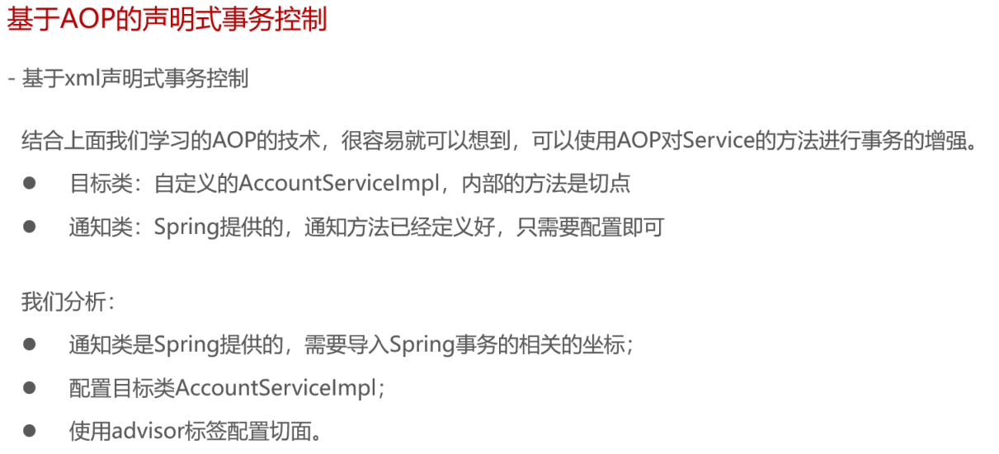 基于AOP的声明式事务控制
- 基于xml声明式事务控制
结合上面我们学习的AOP的技术，很容易就可以想到，可以使用AOP对Service的方法进行事务的增强。
● 目标类：自定义的AccountServiceImpl，内部的方法是切点
● 通知类：Spring提供的，通知方法已经定义好，只需要配置即可
我们分析：
● 通知类是Spring提供的，需要导入Spring事务的相关的坐标；
● 配置目标类AccountServiceImpl；
● 使用advisor标签配置切面。